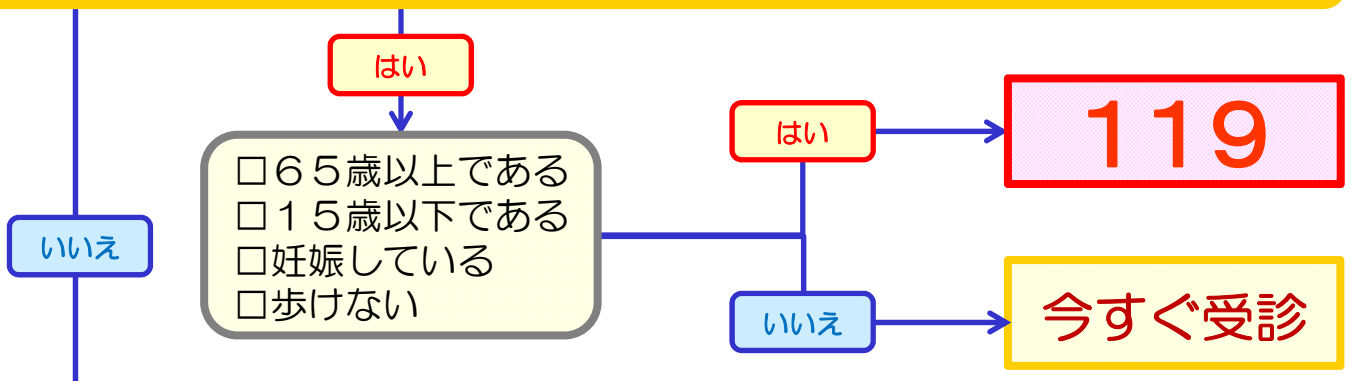 はい
□６５歳以上である
□１５歳以下である
□妊娠している
□歩けない
いいえ
はい
１１９
いいえ
今すぐ受診